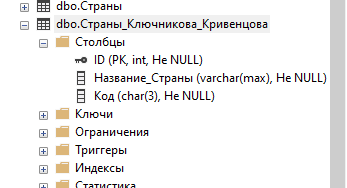 dbo.Страны
dbo.Страны_Ключникова_Кривенцова
Столбцы
ID (PK, int, Не NULL)
Название_Страны (varchar(max), Не NULL)
Код (char(3), Не NULL)
Ключи
Ограничения
Триггеры
Индексы
Статистика